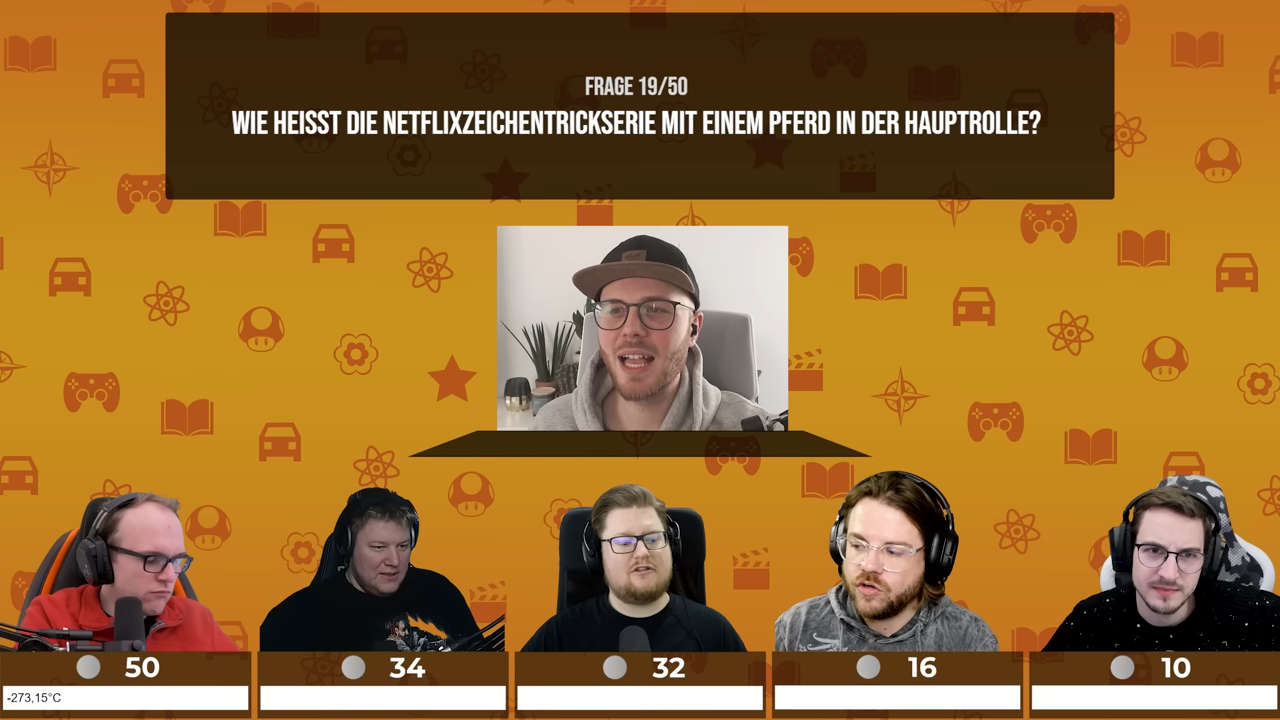 FRAGE 19/50
WIE HEISST DIE NETFLIXZEICHENTRICKSERIE MIT EINEM PFERD IN DER HAUPTROLLE?
50
34
32
16
10
-273,15°C